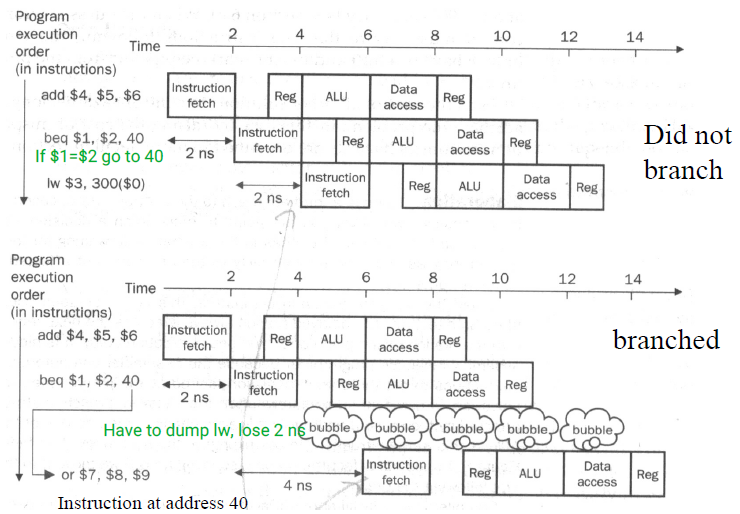 Program
execution
order
(in instructions)
Time
2 4 6 8 10 12 14
add $4, $5, $6
Instruction
fetch
Reg
ALU
Data
access
Reg
beq $1, $2, 40
If $1=$2 go to 40
2 ns
Instruction
fetch
Reg
ALU
Data
access
Reg
Did not
branch
lw $3, 300($0)
2 ns
Instruction
fetch
Reg
ALU
Data
access
Reg
Program
execution
order
(in instructions)
Time
2 4 6 8 10 12 14
add $4, $5, $6
Instruction
fetch
Reg
ALU
Data
access
Reg
branched
beq $1, $2, 40
2 ns
Instruction
fetch
Reg
ALU
Data
access
Reg
Have to dump lw, lose 2 ns
bubble bubble bubble bubble bubble
or $7, $8, $9
4 ns
Instruction
fetch
Reg
ALU
Data
access
Reg
Instruction at address 40